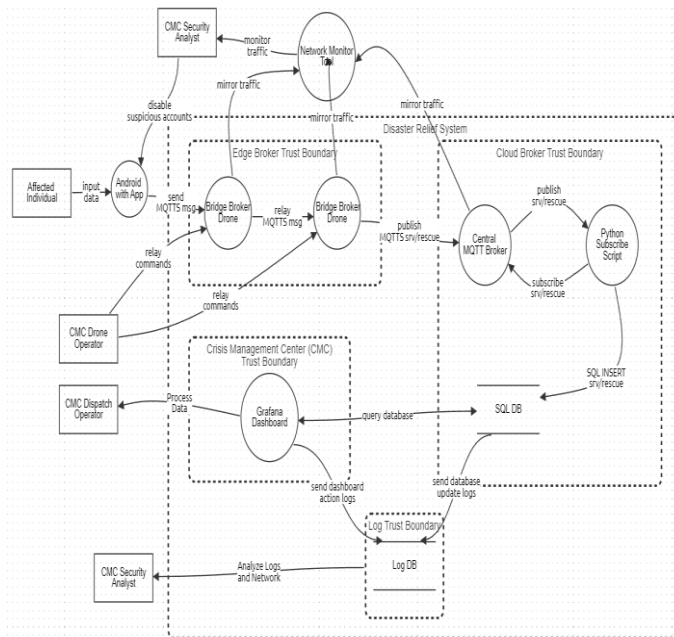 CMC Security
Analyst
monitor
traffic
Network Monitor
Tool
mirror traffic
mirror traffic
mirror traffic
disable
suspicious accounts
Disaster Relief System
Edge Broker Trust Boundary
Cloud Broker Trust Boundary
Affected
Individual
input
data
Android
with App
send
MQTTS msg
Bridge Broker
Drone
relay
MQTTS msg
Bridge Broker
Drone
publish
MQTTS srv/rescue
Central
MQTT Broker
publish
srv/rescue
Python
Subscribe
Script
subscribe
srv/rescue
relay
commands
relay
commands
CMC Drone
Operator
Crisis Management Center (CMC)
Trust Boundary
SQL INSERT
srv/rescue
CMC Dispatch
Operator
Process
Data
Grafana
Dashboard
query database
SQL DB
send dashboard
action logs
send database
update logs
Log Trust Boundary
Log DB
CMC Security
Analyst
Analyze Logs
and Network